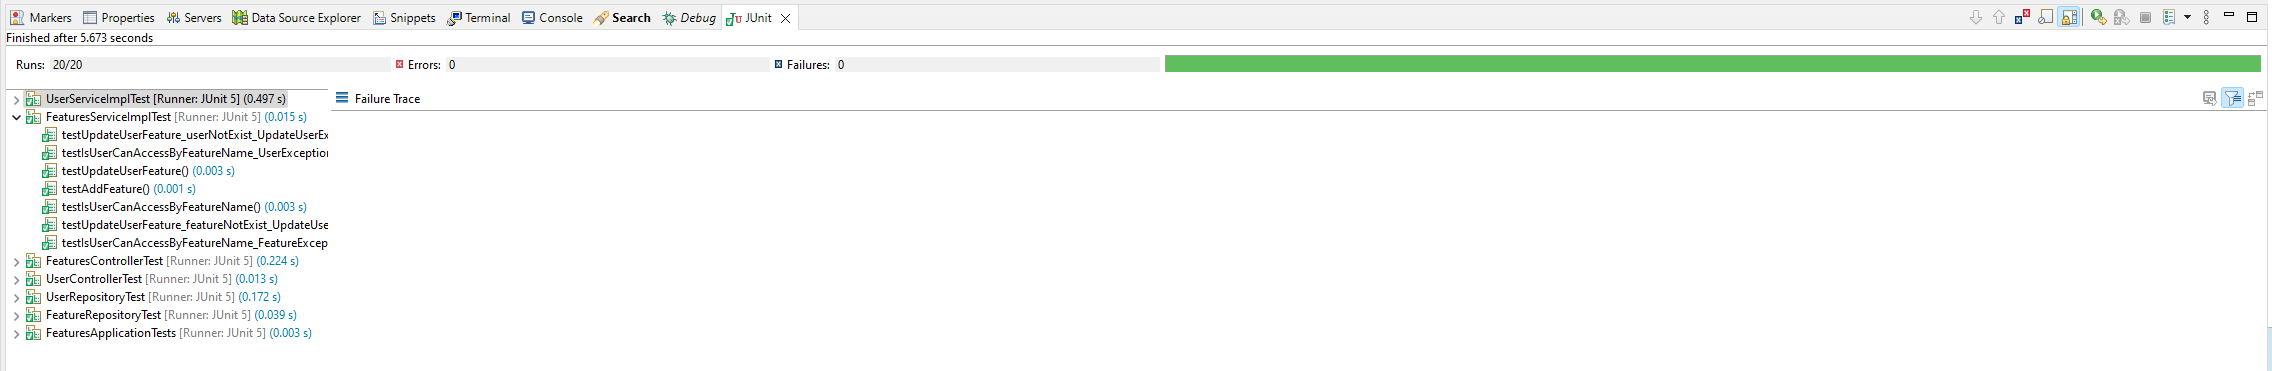 Markers Properties Servers Data Source Explorer Snippets Terminal Console Search Debug JUnit
Finished after 5.673 seconds
Runs: 20/20 Errors: 0 Failures: 0
UserServiceImplTest [Runner: JUnit 5] (0.497 s)
Failure Trace
FeaturesServiceImplTest [Runner: JUnit 5] (0.015 s)
testUpdateUserFeature_userNotExist_UpdateUserEx
testIsUserCanAccessByFeatureName_UserException
testUpdateUserFeature() (0.003 s)
testAddFeature() (0.001 s)
testIsUserCanAccessByFeatureName() (0.003 s)
testUpdateUserFeature_featureNotExist_UpdateUse
testIsUserCanAccessByFeatureName_FeatureExcep
FeaturesControllerTest [Runner: JUnit 5] (0.224 s)
UserControllerTest [Runner: JUnit 5] (0.013 s)
UserRepositoryTest [Runner: JUnit 5] (0.172 s)
FeatureRepositoryTest [Runner: JUnit 5] (0.039 s)
FeaturesApplicationTests [Runner: JUnit 5] (0.003 s)